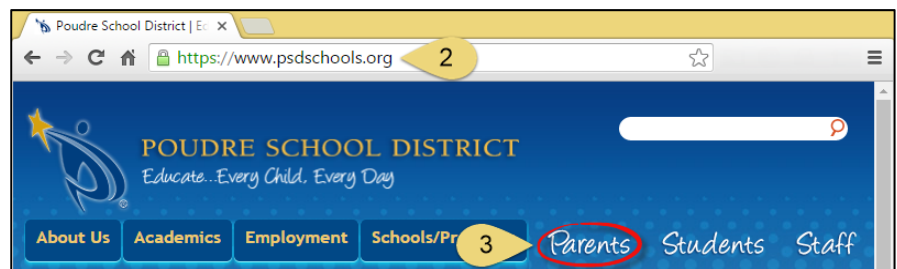 Poudre School District | Ec
https://www.psdschools.org 2
POUDRE SCHOOL DISTRICT
Educate...Every Child, Every Day
About Us Academics Employment Schools/Pr 3 Parents Students Staff